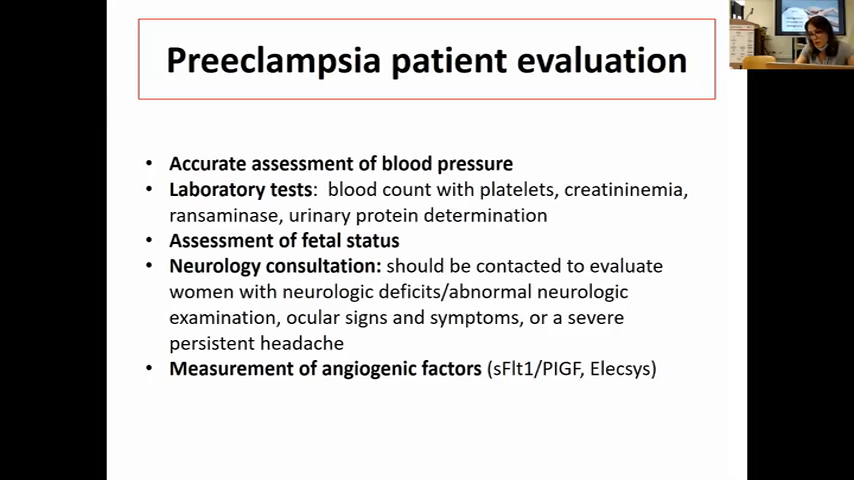 Preeclampsia patient evaluation
• Accurate assessment of blood pressure
• Laboratory tests: blood count with platelets, creatininemia,
ransaminase, urinary protein determination
• Assessment of fetal status
• Neurology consultation: should be contacted to evaluate
women with neurologic deficits/abnormal neurologic
examination, ocular signs and symptoms, or a severe
persistent headache
• Measurement of angiogenic factors (sFlt1/PIGF, Elecsys)